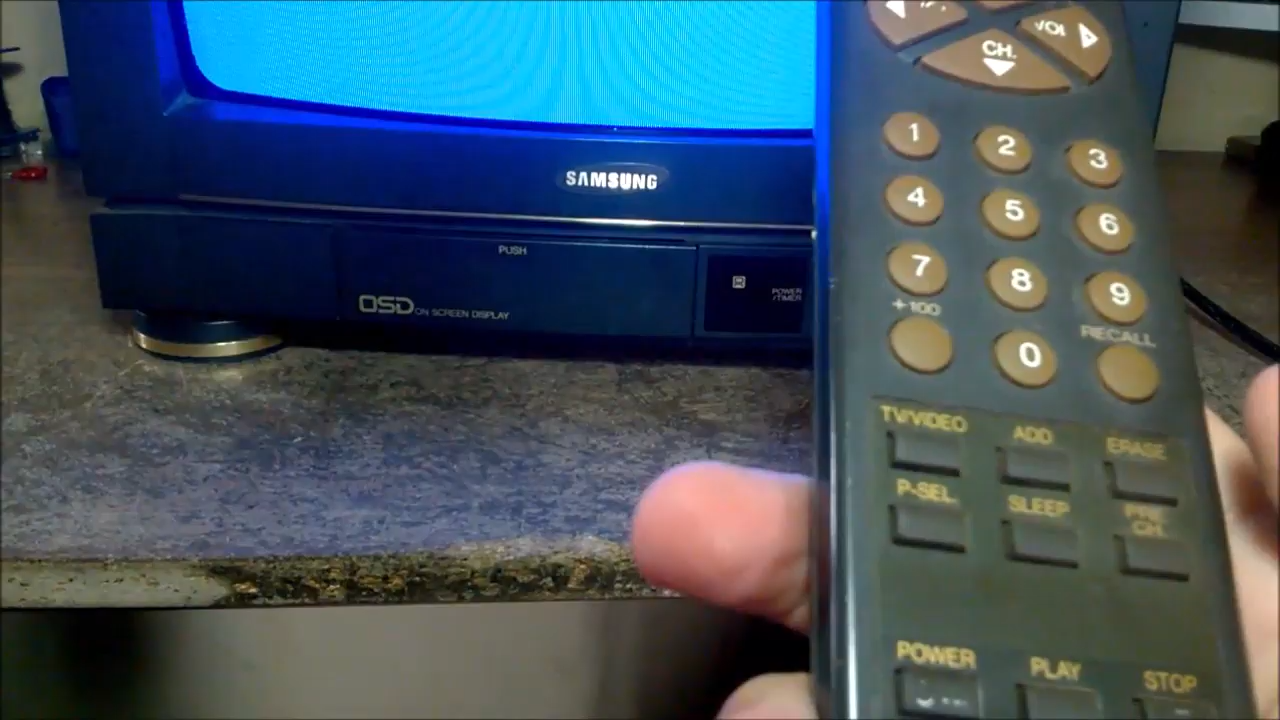 VOL
CH.
1 2 3
SAMSUNG
4 5 6
PUSH
7 8 9
OSD ON SCREEN DISPLAY
POWER
/TIMER
+100
RECALL
0
TV/VIDEO ADD ERASE
P-SEL SLEEP PRE
CH.
POWER PLAY STOP